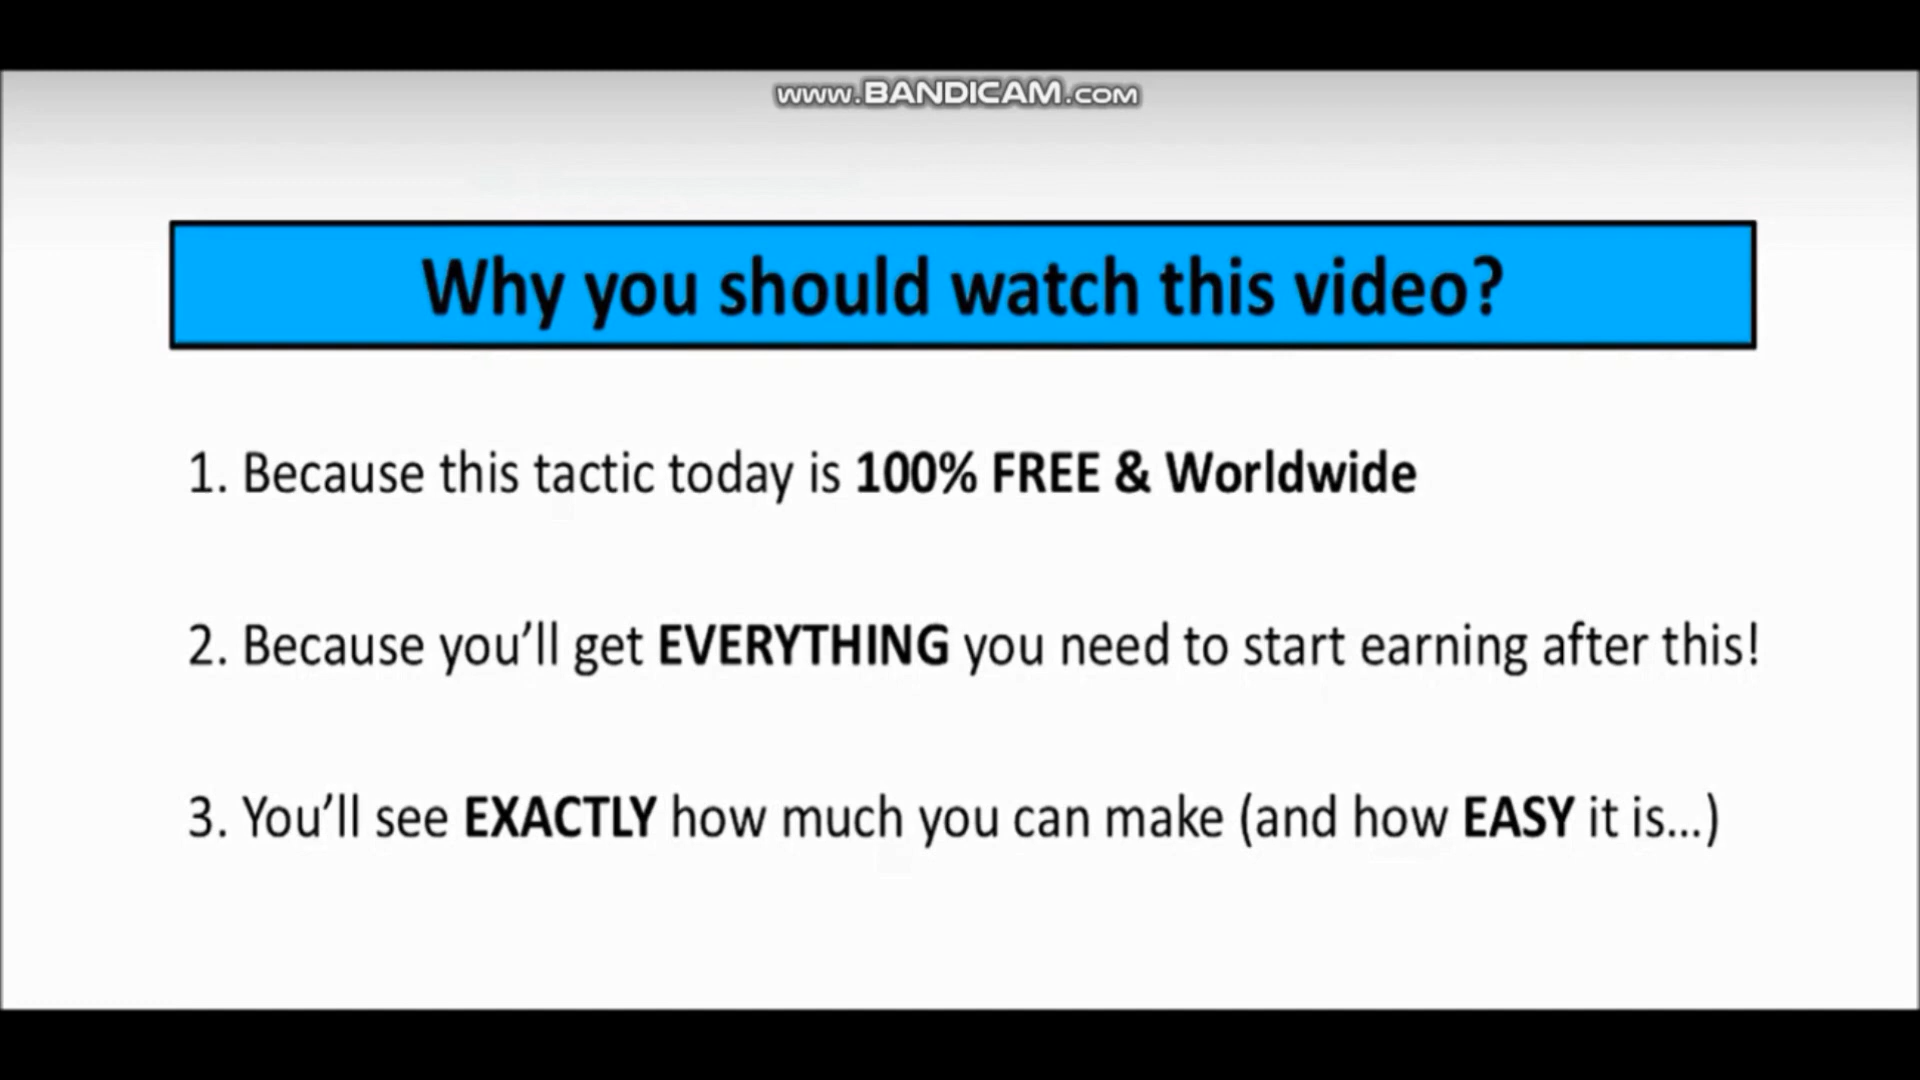 www.BANDICAM.COM
Why you should watch this video?
1. Because this tactic today is 100% FREE & Worldwide
2. Because you’ll get EVERYTHING you need to start earning after this!
3. You’ll see EXACTLY how much you can make (and how EASY it is...)